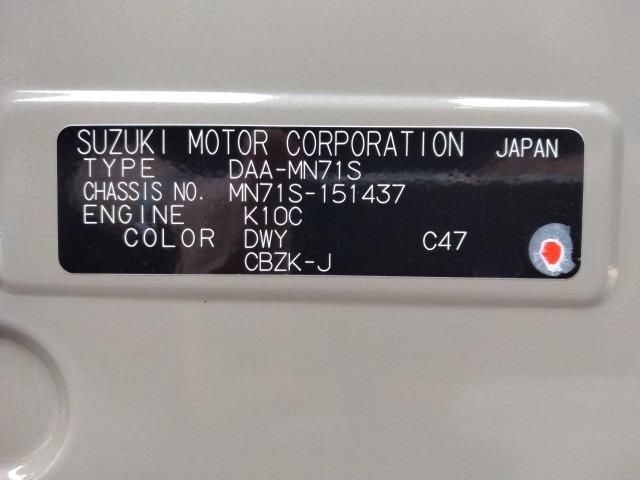 SUZUKI MOTOR CORPORATION JAPAN
TYPE DAA-MN71S
CHASSIS NO. MN71S-151437
ENGINE K10C
COLOR DWY C47
CBZK-J